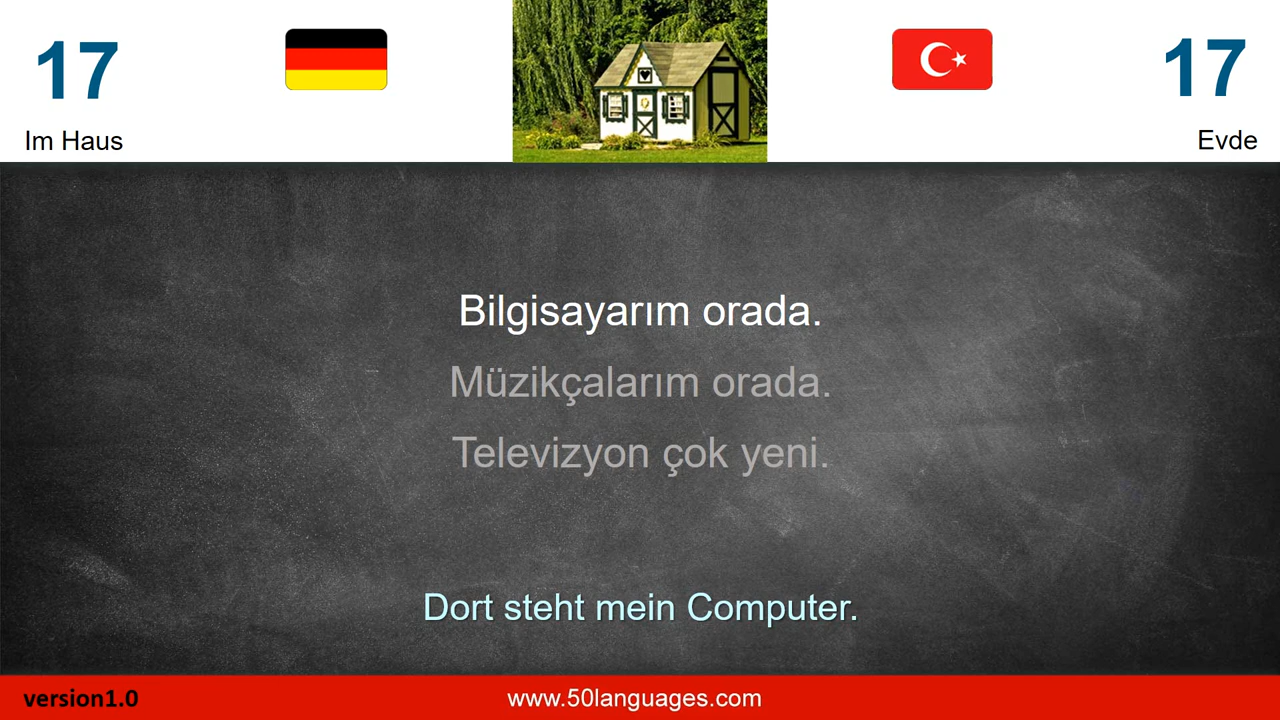 17
17
Im Haus
Evde
Bilgisayarım orada.
Müzikçalarım orada.
Televizyon çok yeni.
Dort steht mein Computer.
version1.0
www.50languages.com